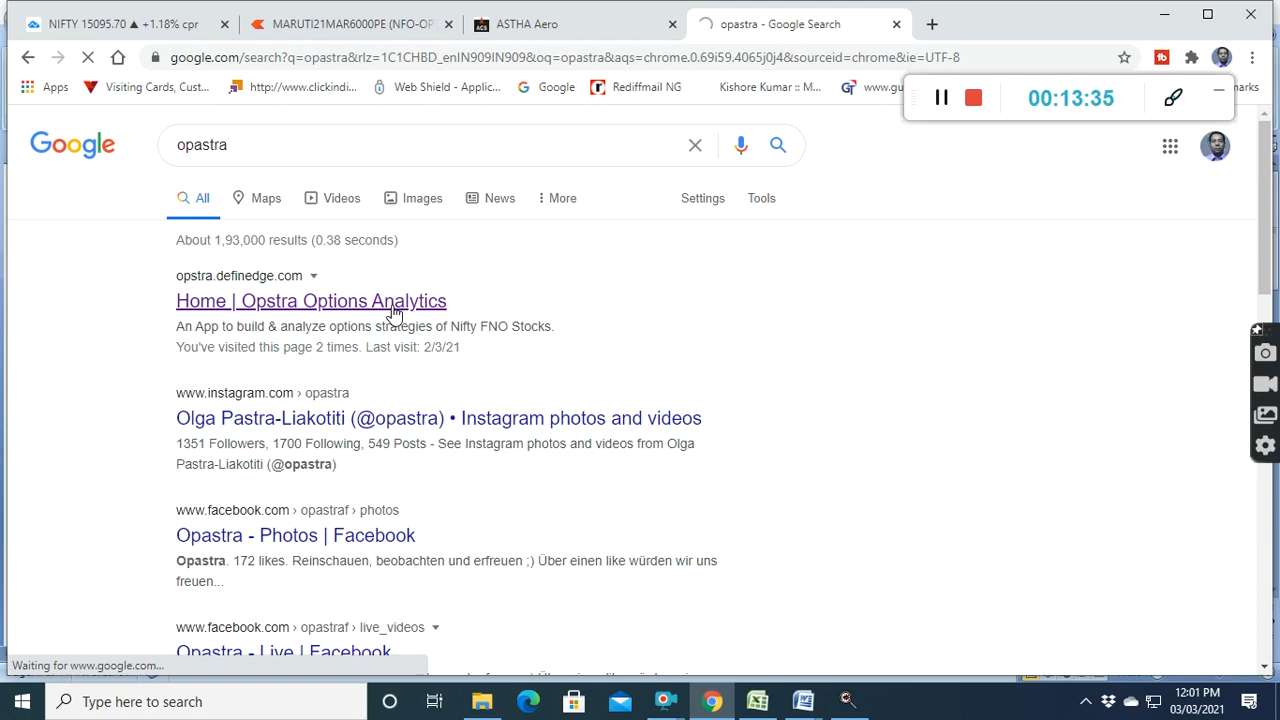 NIFTY 15095.70 ▲ +1.18% cpr
MARUTI21MAR6000PE (NFO-OP
ASTHA Aero
opastra - Google Search
google.com/search?q=opastra&rlz=1C1CHBD_enIN909IN909&oq=opastra&aqs=chrome.0.69i59.4065j0j4&sourceid=chrome&ie=UTF-8
Apps
Visiting Cards, Cust...
http://www.clickindi...
Web Shield - Applic...
Google
Rediffmail NG
Kishore Kumar :: M...
www.gu
marks
00:13:35
Google
opastra
All
Maps
Videos
Images
News
More
Settings
Tools
About 1,93,000 results (0.38 seconds)
opstra.definedge.com
Home | Opstra Options Analytics
An App to build & analyze options strategies of Nifty FNO Stocks.
You've visited this page 2 times. Last visit: 2/3/21
www.instagram.com › opastra
Olga Pastra-Liakotiti (@opastra) • Instagram photos and videos
1351 Followers, 1700 Following, 549 Posts - See Instagram photos and videos from Olga
Pastra-Liakotiti (@opastra)
www.facebook.com › opastraf › photos
Opastra - Photos | Facebook
Opastra. 172 likes. Reinschauen, beobachten und erfreuen ;) Über einen like würden wir uns
freuen...
www.facebook.com › opastraf › live_videos
Opastra - Live | Facebook
Waiting for www.google.com...
Type here to search
12:01 PM
03/03/2021